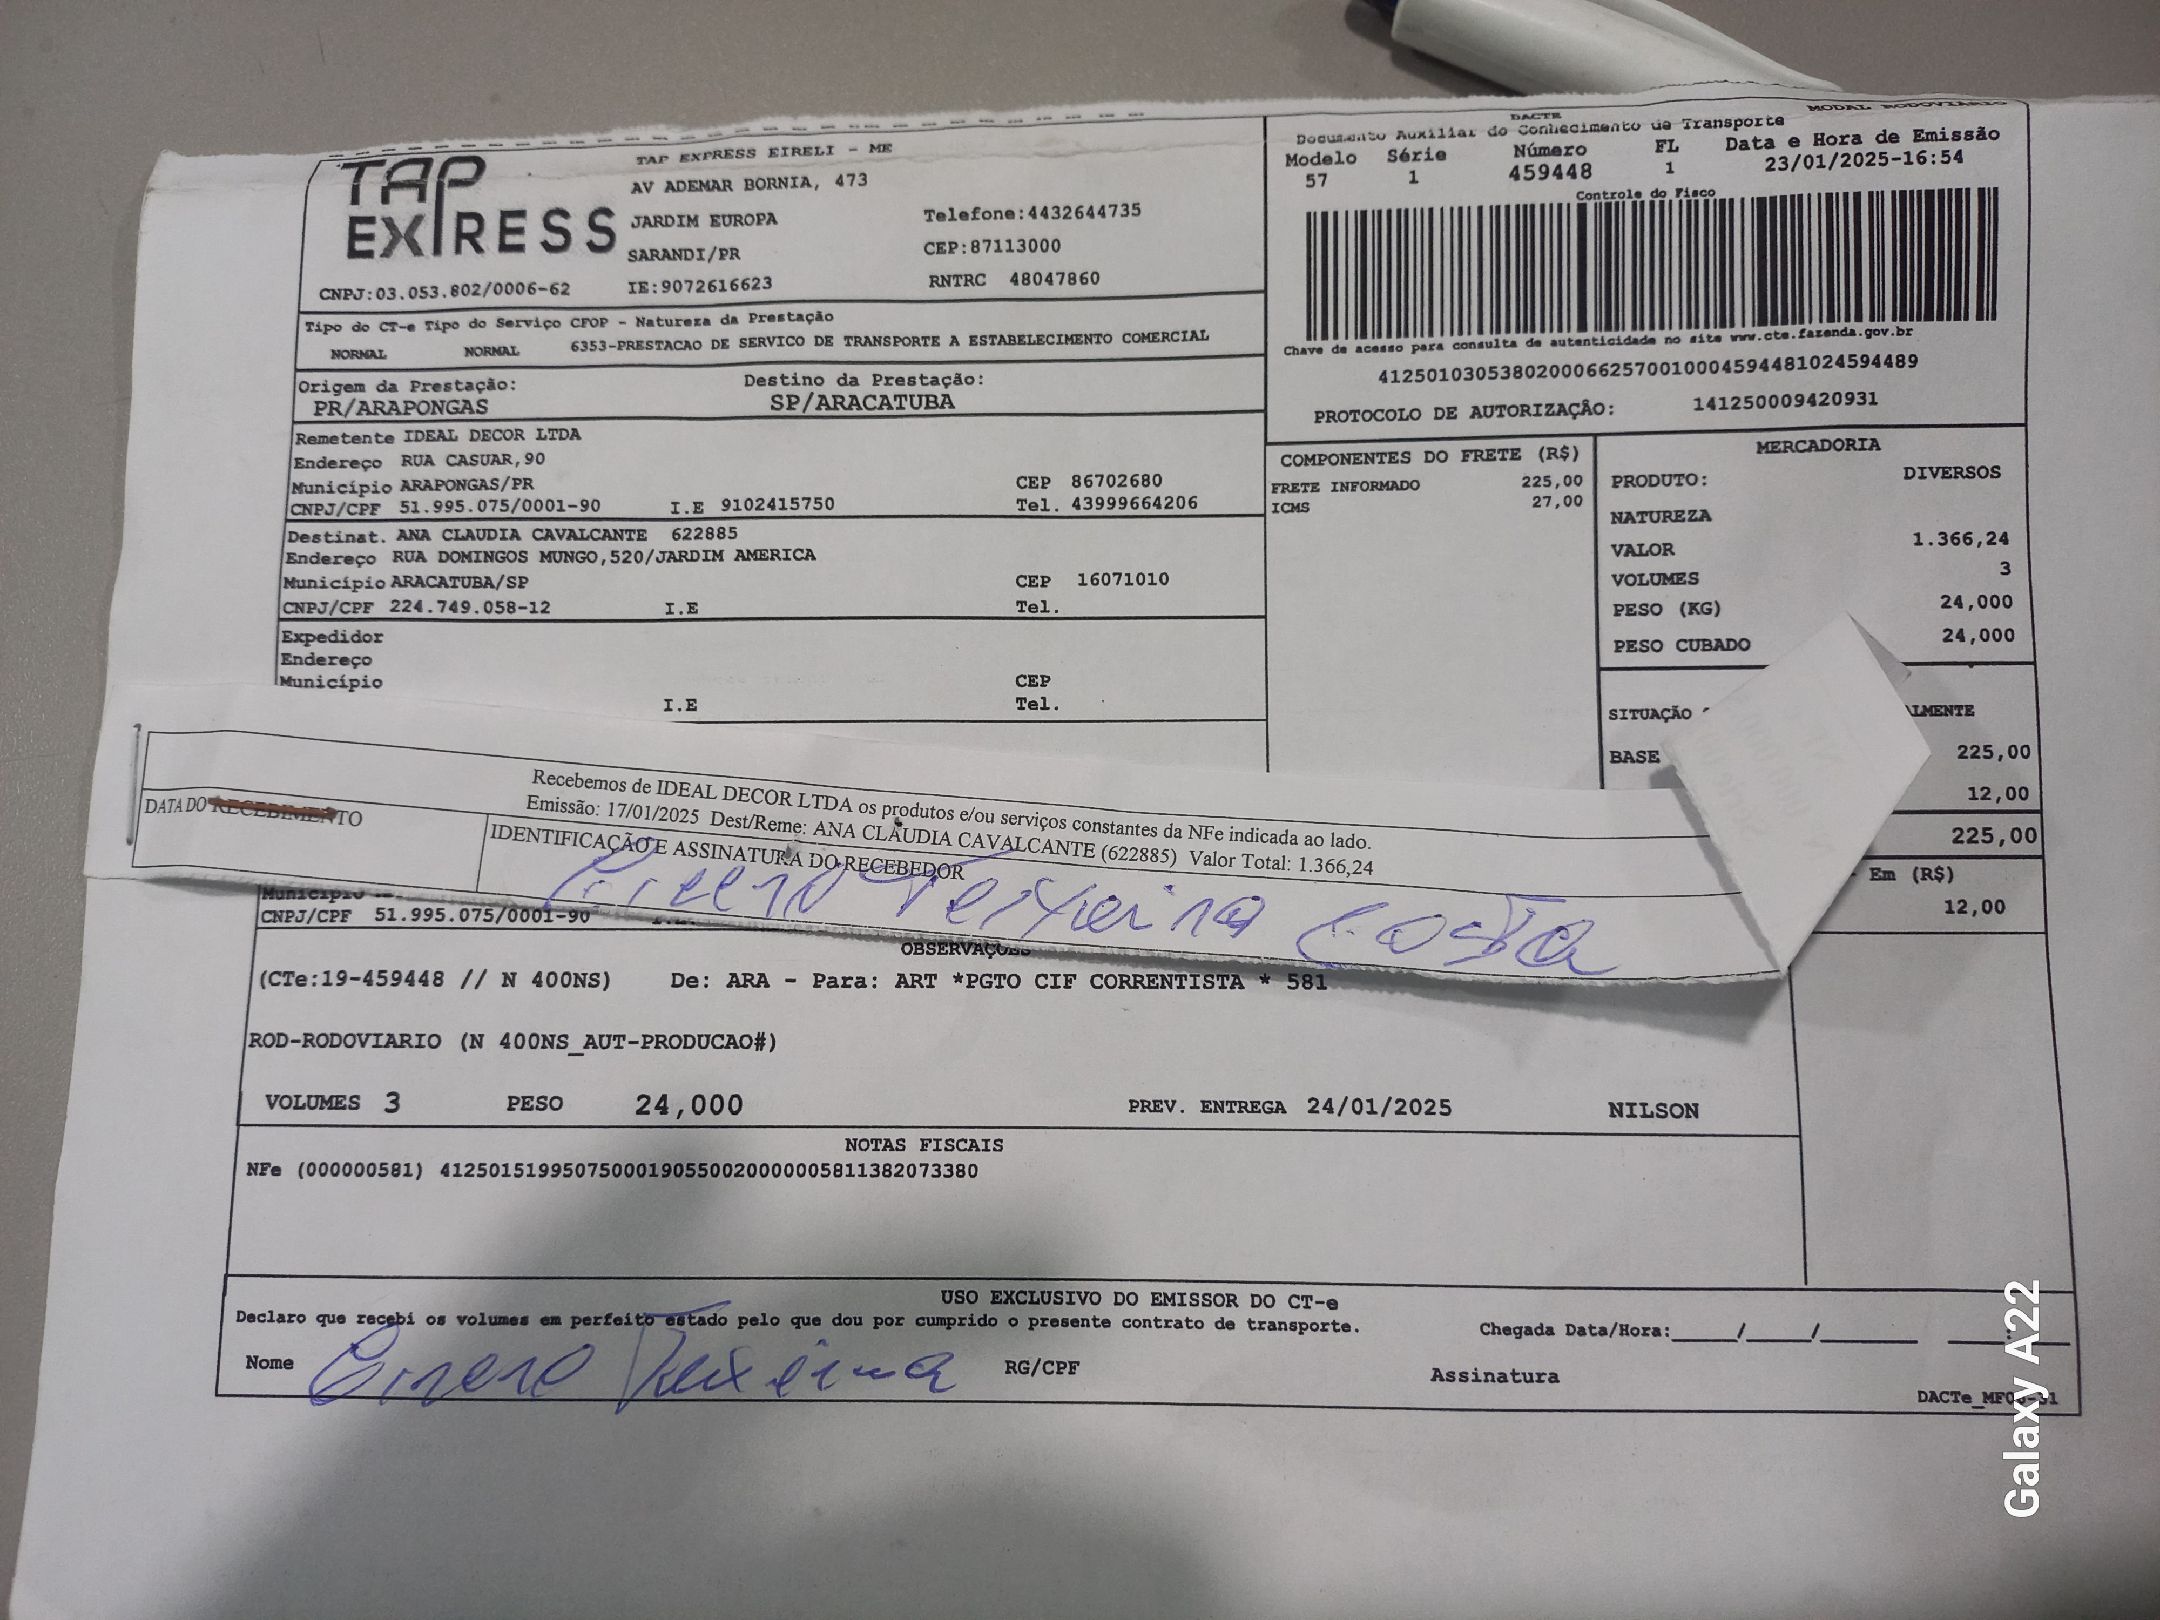 DACTE
MODAL RODOVIARIO
Documento Auxiliar do Conhecimento de Transporte
Modelo Série Número FL Data e Hora de Emissão
57 1 459448 1 23/01/2025-16:54
Controle do Fisco
Chave de acesso para consulta de autenticidade no site www.cte.fazenda.gov.br
41250103053802000662570010004594481024594489
PROTOCOLO DE AUTORIZAÇÃO: 141250009420931
TAP EXPRESS
TAP EXPRESS EIRELI - ME
AV ADEMAR BORNIA, 473
JARDIM EUROPA Telefone:4432644735
SARANDI/PR CEP:87113000
CNPJ:03.053.802/0006-62 IE:9072616623 RNTRC 48047860
Tipo do CT-e Tipo do Serviço CFOP - Natureza da Prestação
NORMAL NORMAL 6353-PRESTACAO DE SERVICO DE TRANSPORTE A ESTABELECIMENTO COMERCIAL
Origem da Prestação: Destino da Prestação:
PR/ARAPONGAS SP/ARACATUBA
Remetente IDEAL DECOR LTDA
Endereço RUA CASUAR,90
Município ARAPONGAS/PR CEP 86702680
CNPJ/CPF 51.995.075/0001-90 I.E 9102415750 Tel. 43999664206
Destinat. ANA CLAUDIA CAVALCANTE 622885
Endereço RUA DOMINGOS MUNGO,520/JARDIM AMERICA
Município ARACATUBA/SP CEP 16071010
CNPJ/CPF 224.749.058-12 I.E Tel.
Expedidor
Endereço
Município CEP
I.E Tel.
COMPONENTES DO FRETE (R$)
FRETE INFORMADO 225,00
ICMS 27,00
MERCADORIA
PRODUTO: DIVERSOS
NATUREZA
VALOR 1.366,24
VOLUMES 3
PESO (KG) 24,000
PESO CUBADO 24,000
SITUAÇÃO ALMENTE
BASE 225,00
12,00
225,00
Em (R$)
12,00
Recebemos de IDEAL DECOR LTDA os produtos e/ou serviços constantes da NFe indicada ao lado.
Emissão: 17/01/2025 Dest/Reme: ANA CLAUDIA CAVALCANTE (622885) Valor Total: 1.366,24
DATA DO RECEBIMENTO
IDENTIFICAÇÃO E ASSINATURA DO RECEBEDOR
Teixeira Costa
Município
CNPJ/CPF 51.995.075/0001-90
OBSERVAÇÕES
(CTe:19-459448 // N 400NS) De: ARA - Para: ART *PGTO CIF CORRENTISTA * 581
ROD-RODOVIARIO (N 400NS_AUT-PRODUCAO#)
VOLUMES 3 PESO 24,000 PREV. ENTREGA 24/01/2025 NILSON
NOTAS FISCAIS
NFe (000000581) 41250151995075000190550020000005811382073380
USO EXCLUSIVO DO EMISSOR DO CT-e
Declaro que recebi os volumes em perfeito estado pelo que dou por cumprido o presente contrato de transporte.
Chegada Data/Hora:_____/_____/_______ ___:___
Nome Teixeira RG/CPF Assinatura
Galaxy A22